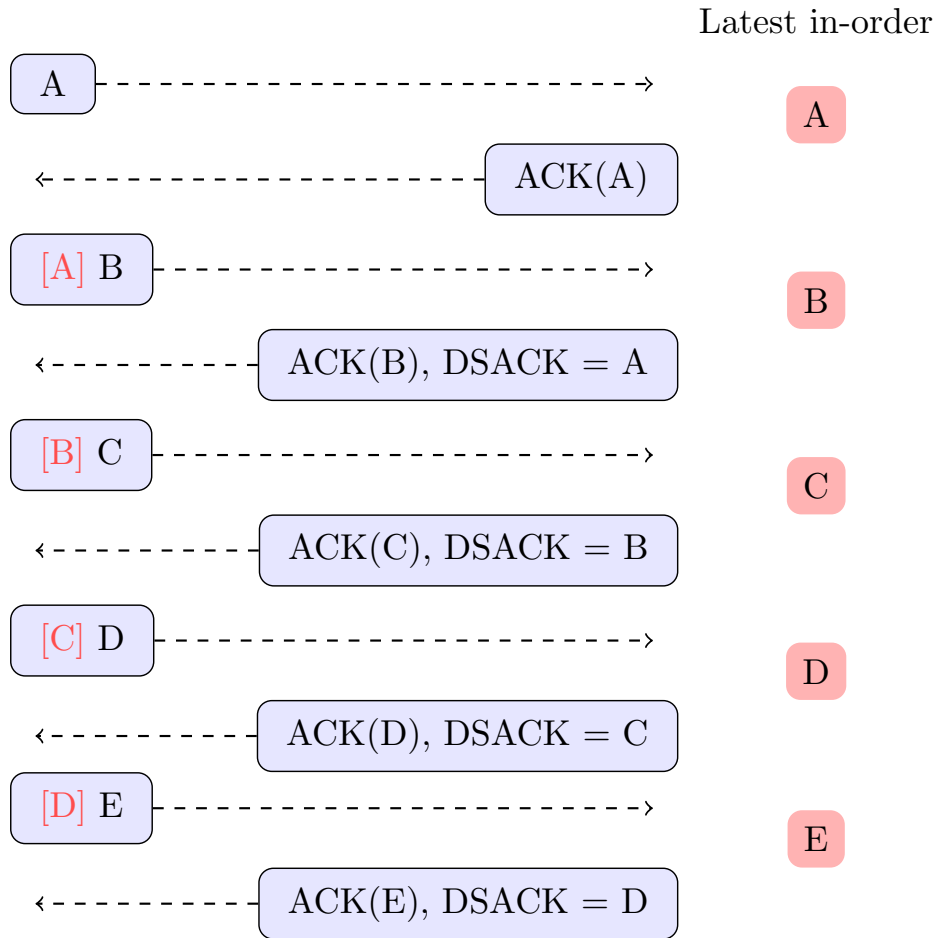 Latest in-order
A
A
ACK(A)
[A] B
B
ACK(B), DSACK = A
[B] C
C
ACK(C), DSACK = B
[C] D
D
ACK(D), DSACK = C
[D] E
E
ACK(E), DSACK = D